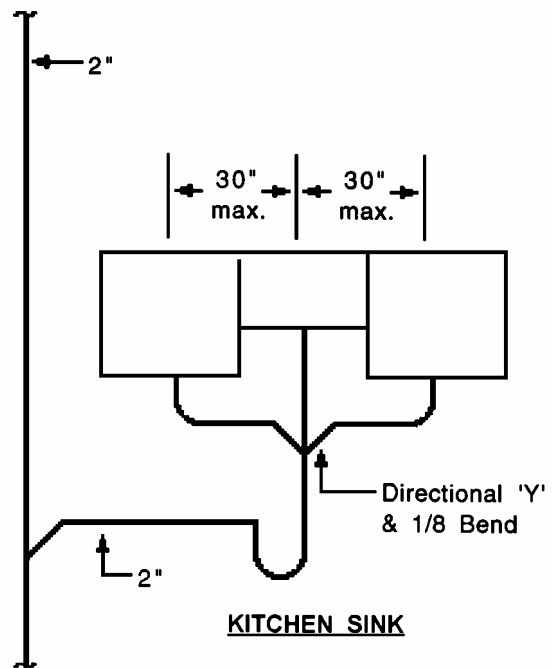 2"
30" 30"
max. max.
Directional 'Y'
& 1/8 Bend
2"
KITCHEN SINK